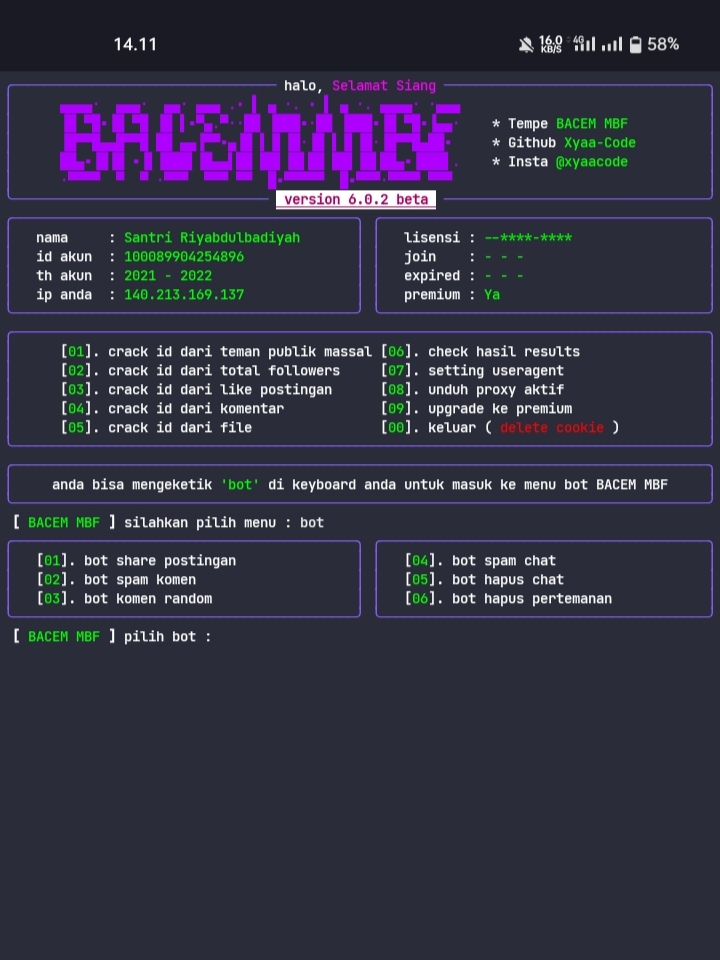 14.11 16.0 KB/S 4G 58%
halo, Selamat Siang
BACEM MBF
* Tempe BACEM MBF
* Github Xyaa-Code
* Insta @xyaacode
version 6.0.2 beta
nama : Santri Riyabdulbadiyah
id akun : 100089904254896
th akun : 2021 - 2022
ip anda : 140.213.169.137
lisensi : --****-****
join : - - -
expired : - - -
premium : Ya
[01]. crack id dari teman publik massal
[02]. crack id dari total followers
[03]. crack id dari like postingan
[04]. crack id dari komentar
[05]. crack id dari file
[06]. check hasil results
[07]. setting useragent
[08]. unduh proxy aktif
[09]. upgrade ke premium
[00]. keluar ( delete cookie )
anda bisa mengeketik 'bot' di keyboard anda untuk masuk ke menu bot BACEM MBF
[ BACEM MBF ] silahkan pilih menu : bot
[01]. bot share postingan
[02]. bot spam komen
[03]. bot komen random
[04]. bot spam chat
[05]. bot hapus chat
[06]. bot hapus pertemanan
[ BACEM MBF ] pilih bot :